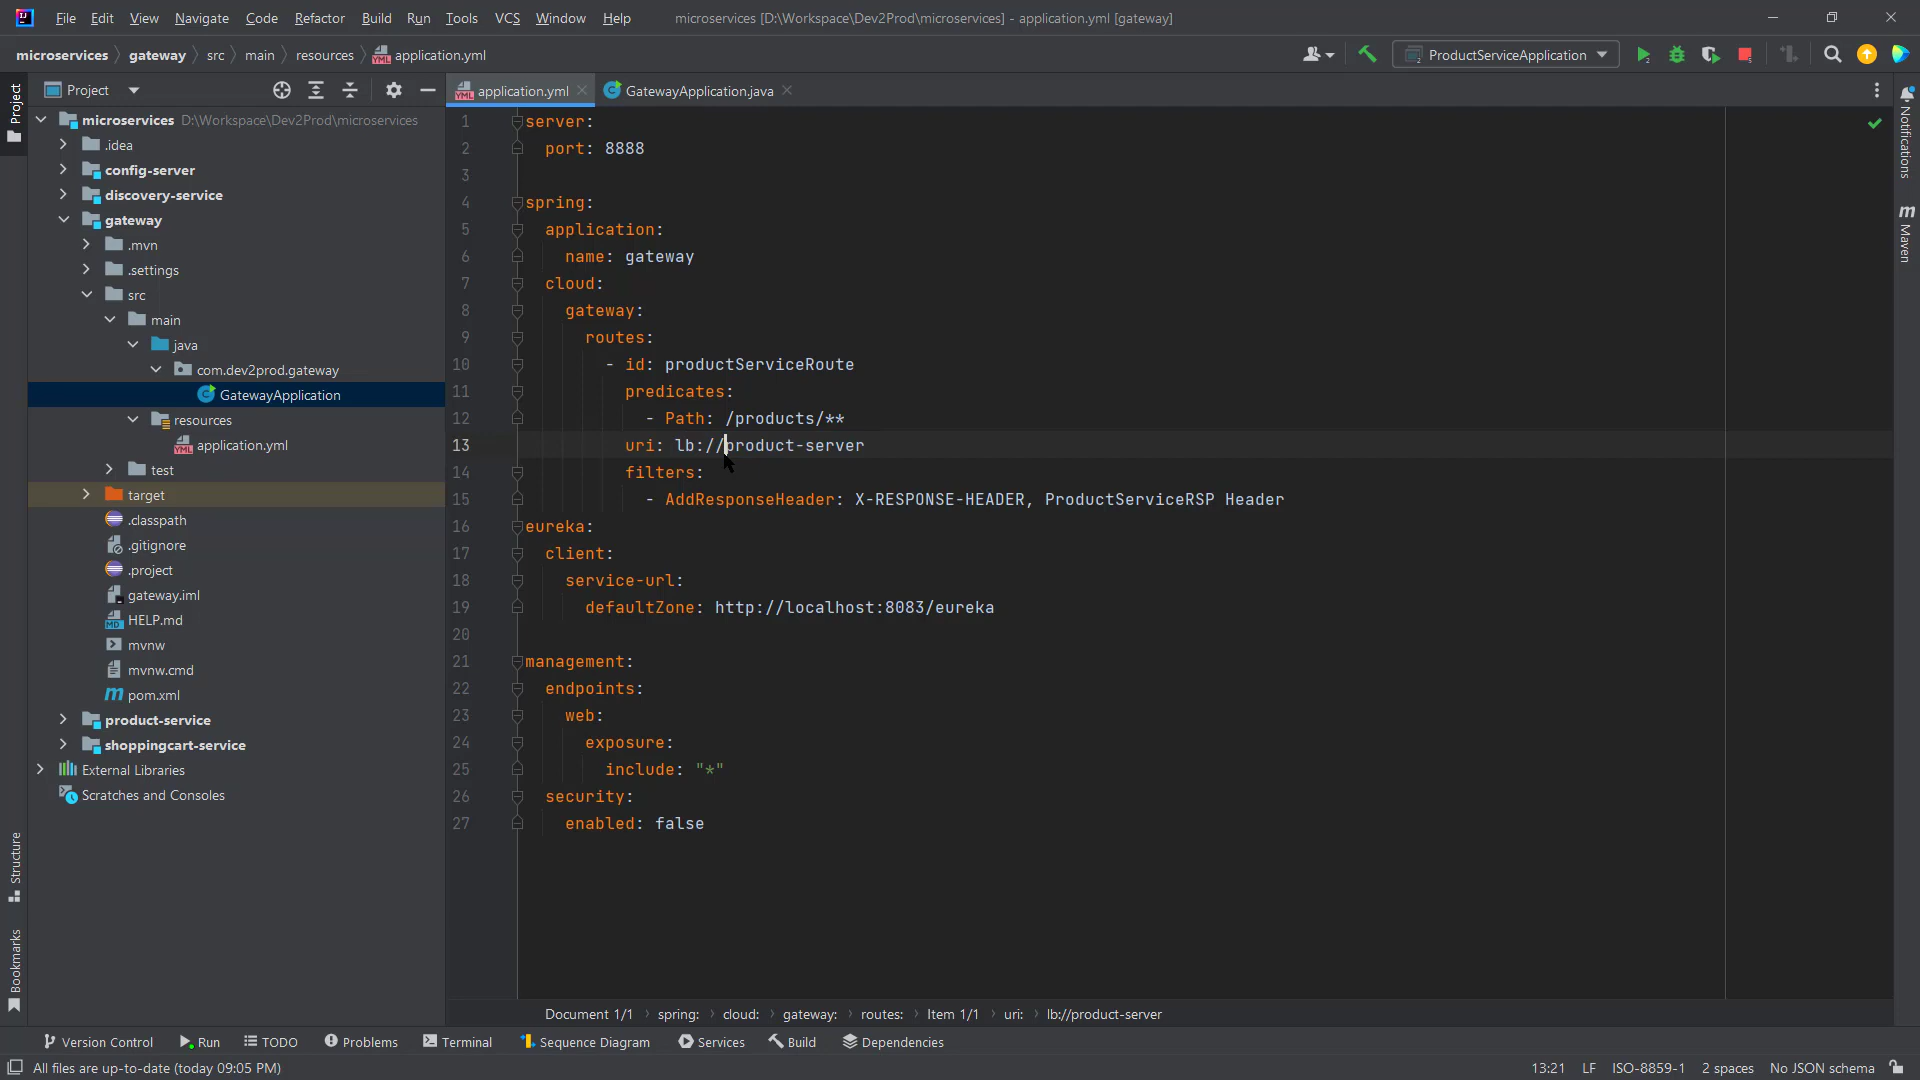 File Edit View Navigate Code Refactor Build Run Tools VCS Window Help microservices [D:\Workspace\Dev2Prod\microservices] - application.yml [gateway]
microservices gateway src main resources application.yml ProductServiceApplication
Project
application.yml GatewayApplication.java
Project
microservices D:\Workspace\Dev2Prod\microservices
.idea
config-server
discovery-service
gateway
.mvn
.settings
src
main
java
com.dev2prod.gateway
GatewayApplication
resources
application.yml
test
target
.classpath
.gitignore
.project
gateway.iml
HELP.md
mvnw
mvnw.cmd
pom.xml
product-service
shoppingcart-service
External Libraries
Scratches and Consoles
Structure
Bookmarks
1 server:
2 port: 8888
3
4 spring:
5 application:
6 name: gateway
7 cloud:
8 gateway:
9 routes:
10 - id: productServiceRoute
11 predicates:
12 - Path: /products/**
13 uri: lb://product-server
14 filters:
15 - AddResponseHeader: X-RESPONSE-HEADER, ProductServiceRSP Header
16 eureka:
17 client:
18 service-url:
19 defaultZone: http://localhost:8083/eureka
20
21 management:
22 endpoints:
23 web:
24 exposure:
25 include: "*"
26 security:
27 enabled: false
Notifications
Maven
Document 1/1 spring: cloud: gateway: routes: Item 1/1 uri: lb://product-server
Version Control Run TODO Problems Terminal Sequence Diagram Services Build Dependencies
All files are up-to-date (today 09:05 PM) 13:21 LF ISO-8859-1 2 spaces No JSON schema